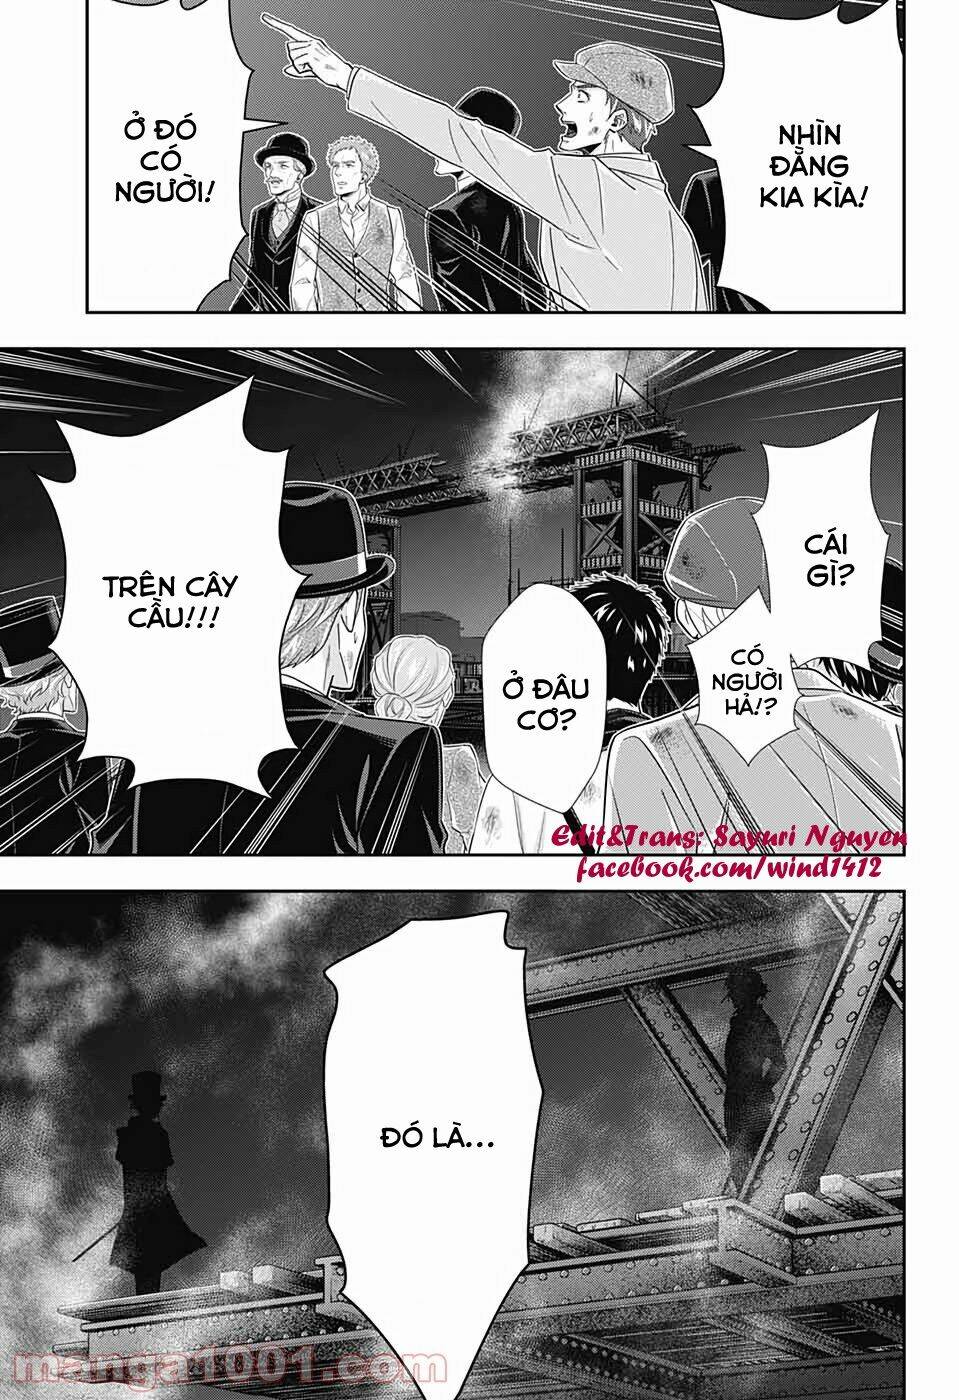 NHÌN
ĐẰNG
KIA KÌA!
Ở ĐÓ
CÓ
NGƯỜI!
CÁI
GÌ?
CÓ
NGƯỜI
HẢ!?
Ở ĐÂU
CƠ?
TRÊN CÂY
CẦU!!!
Edit&Trans: Sayuri Nguyen
facebook.com/wind1412
ĐÓ LÀ...
manga1001.com